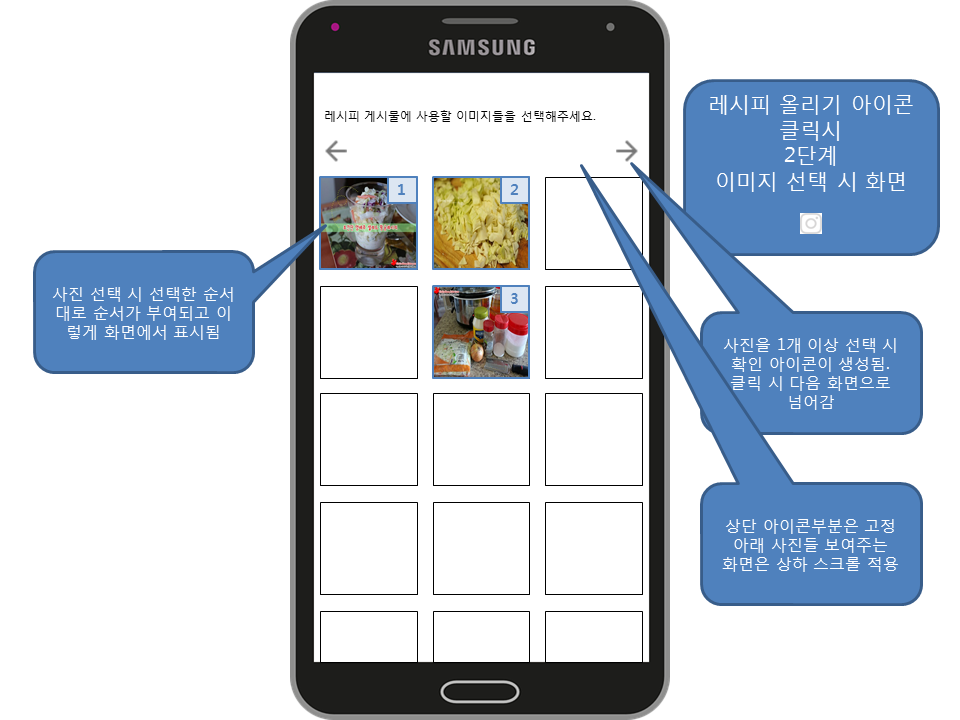 SAMSUNG
레시피 게시물에 사용할 이미지들을 선택해주세요.
1
2
3
레시피 올리기 아이콘
클릭시
2단계
이미지 선택 시 화면
사진 선택 시 선택한 순서
대로 순서가 부여되고 이
렇게 화면에서 표시됨
사진을 1개 이상 선택 시
확인 아이콘이 생성됨.
클릭 시 다음 화면으로
넘어감
상단 아이콘부분은 고정
아래 사진들 보여주는
화면은 상하 스크롤 적용